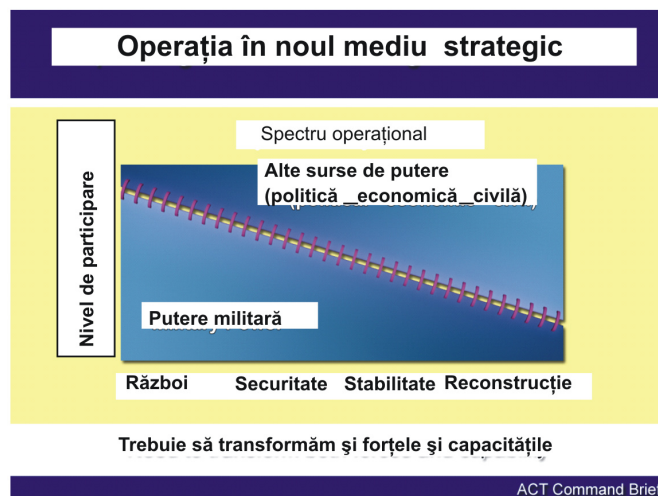 Operația în noul mediu strategic
Spectru operațional
Alte surse de putere
(politică _economică_civilă)
Nivel de participare
Putere militară
Război Securitate Stabilitate Reconstrucție
Trebuie să transformăm şi forțele şi capacitățile
ACT Command Brief